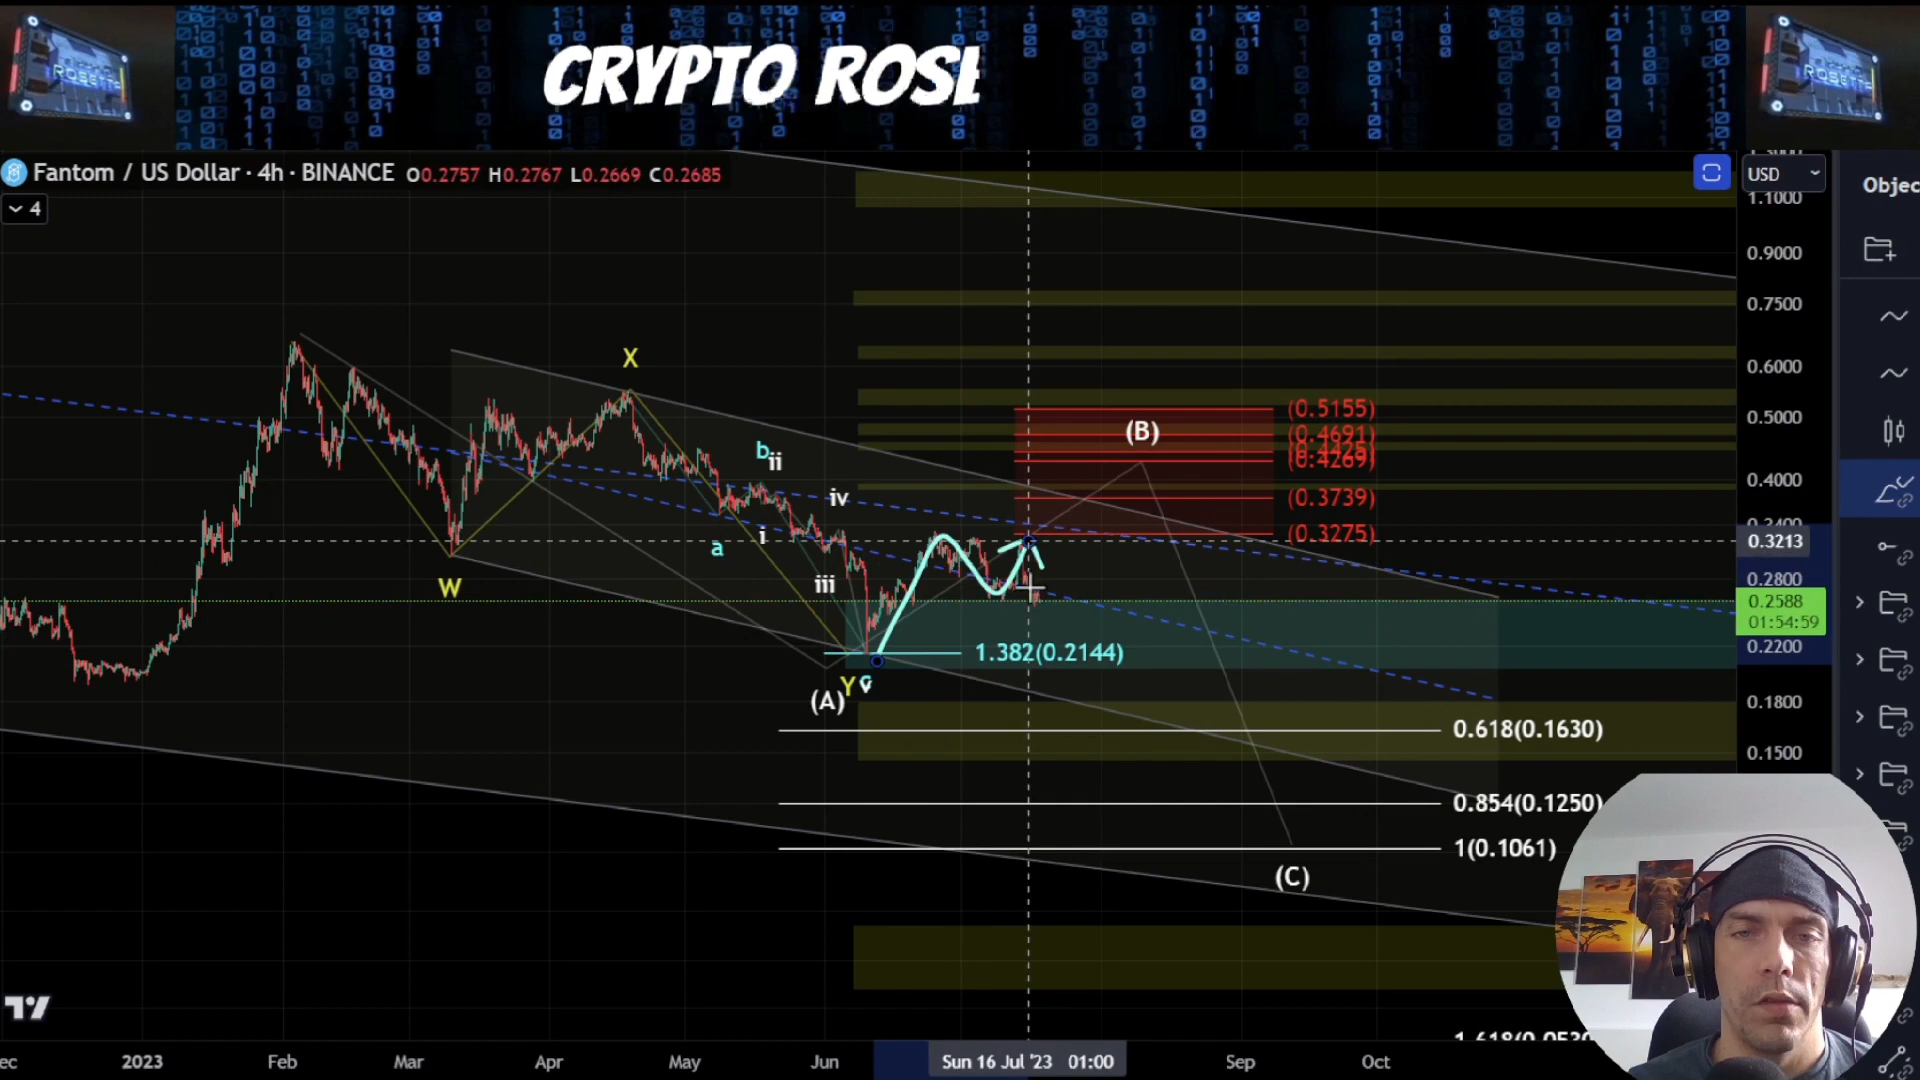 CRYPTO ROSE
ROSETTA
Fantom / US Dollar · 4h · BINANCE O0.2757 H0.2767 L0.2669 C0.2685
4
USD
Objec
1.1000
0.9000
0.7500
0.6000
0.5000
0.4000
0.3400
0.3213
0.2800
0.2588
01:54:59
0.2200
0.1800
0.1500
X
b
ii
iv
a
i
iii
W
(B)
(0.5155)
(0.4691)
(0.4269)
(0.3739)
(0.3275)
1.382(0.2144)
(A)
Y
v
0.618(0.1630)
0.854(0.1250)
1(0.1061)
(C)
ec
2023
Feb
Mar
Apr
May
Jun
Sun 16 Jul '23 01:00
Sep
Oct